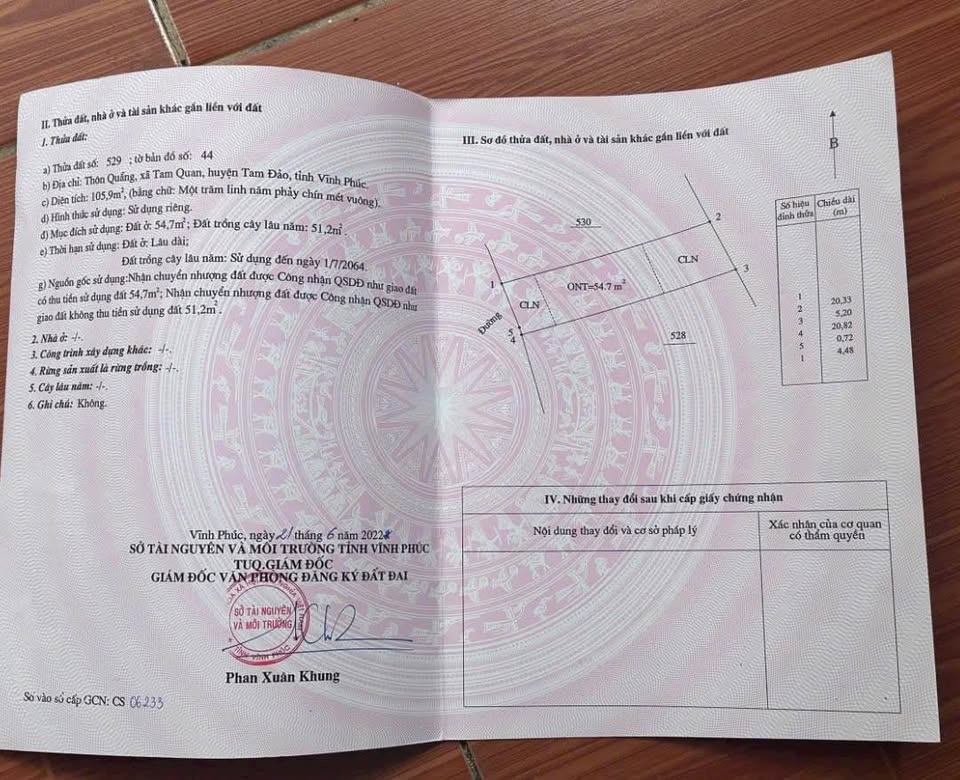 II. Thửa đất, nhà ở và tài sản khác gắn liền với đất
1. Thửa đất:
a) Thửa đất số: 529 ; tờ bản đồ số: 44
b) Địa chỉ: Thôn Quẵng, xã Tam Quan, huyện Tam Đảo, tỉnh Vĩnh Phúc.
c) Diện tích: 105,9m², (bằng chữ: Một trăm linh năm phẩy chín mét vuông).
d) Hình thức sử dụng: Sử dụng riêng.
đ) Mục đích sử dụng: Đất ở: 54,7m²; Đất trồng cây lâu năm: 51,2m².
e) Thời hạn sử dụng: Đất ở: Lâu dài;
Đất trồng cây lâu năm: Sử dụng đến ngày 1/7/2064.
g) Nguồn gốc sử dụng:Nhận chuyển nhượng đất được Công nhận QSDĐ như giao đất
có thu tiền sử dụng đất 54,7m²; Nhận chuyển nhượng đất được Công nhận QSDĐ như
giao đất không thu tiền sử dụng đất 51,2m².
2. Nhà ở: -/-.
3. Công trình xây dựng khác: -/-.
4. Rừng sản xuất là rừng trồng: -/-.
5. Cây lâu năm: -/-.
6. Ghi chú: Không.
Vĩnh Phúc, ngày 21 tháng 6 năm 2022
SỞ TÀI NGUYÊN VÀ MÔI TRƯỜNG TỈNH VĨNH PHÚC
TUQ.GIÁM ĐỐC
GIÁM ĐỐC VĂN PHÒNG ĐĂNG KÝ ĐẤT ĐAI
SỞ TÀI NGUYÊN
VÀ MÔI TRƯỜNG
TỈNH VĨNH PHÚC
Phan Xuân Khung
Số vào sổ cấp GCN: CS 06233
III. Sơ đồ thửa đất, nhà ở và tài sản khác gắn liền với đất
B
530
2
1
CLN
3
ONT=54.7 m²
CLN
Đường
5
4
528
Số hiệu đỉnh thửa Chiều dài (m)
1
20,33
2
5,20
3
20,82
4
0,72
5
4,48
1
IV. Những thay đổi sau khi cấp giấy chứng nhận
Nội dung thay đổi và cơ sở pháp lý
Xác nhận của cơ quan
có thẩm quyền